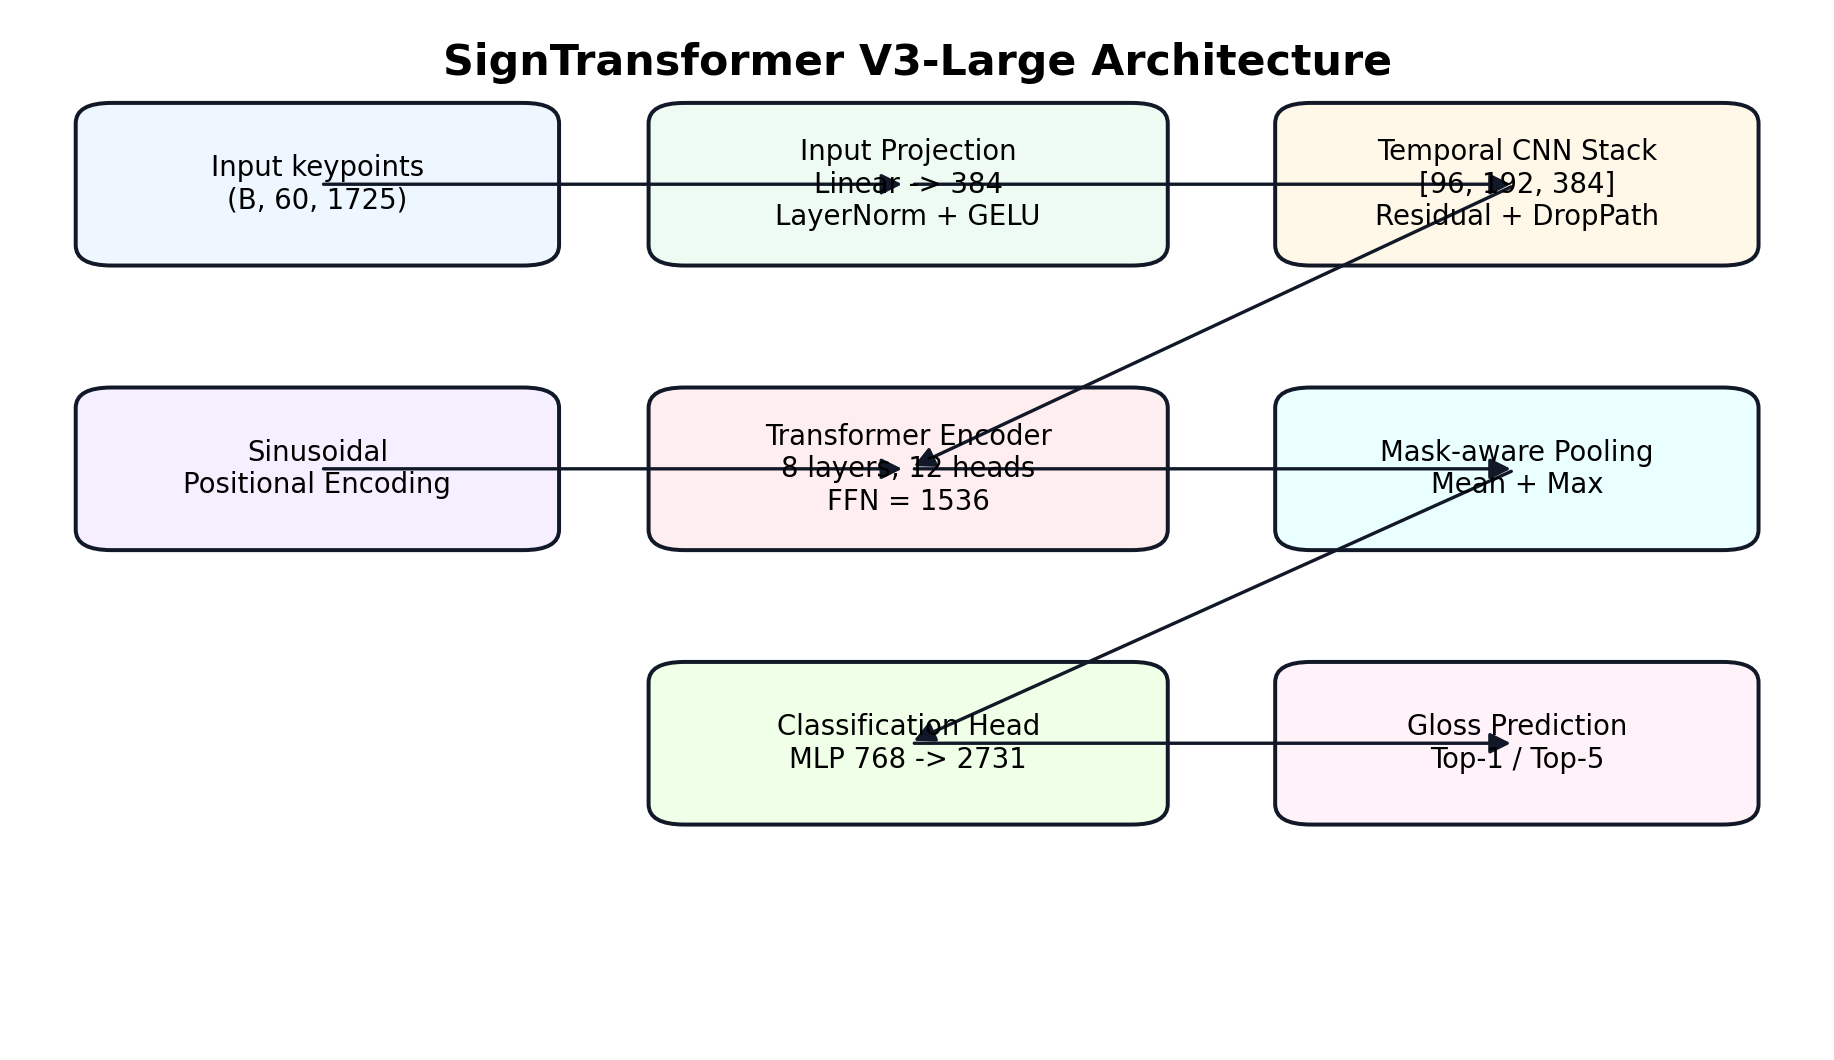 SignTransformer V3-Large Architecture
Input keypoints
(B, 60, 1725)
Input Projection
Linear -> 384
LayerNorm + GELU
Temporal CNN Stack
[96, 192, 384]
Residual + DropPath
Sinusoidal
Positional Encoding
Transformer Encoder
8 layers, 12 heads
FFN = 1536
Mask-aware Pooling
Mean + Max
Classification Head
MLP 768 -> 2731
Gloss Prediction
Top-1 / Top-5